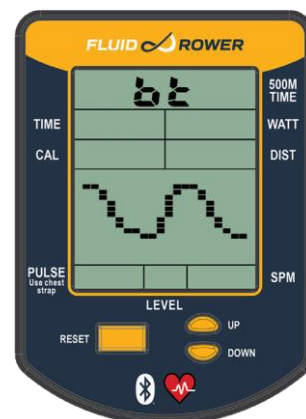 FLUID ROWER
bt
500M
TIME
TIME
WATT
CAL
DIST
PULSE
Use chest
strap
SPM
LEVEL
RESET
UP
DOWN